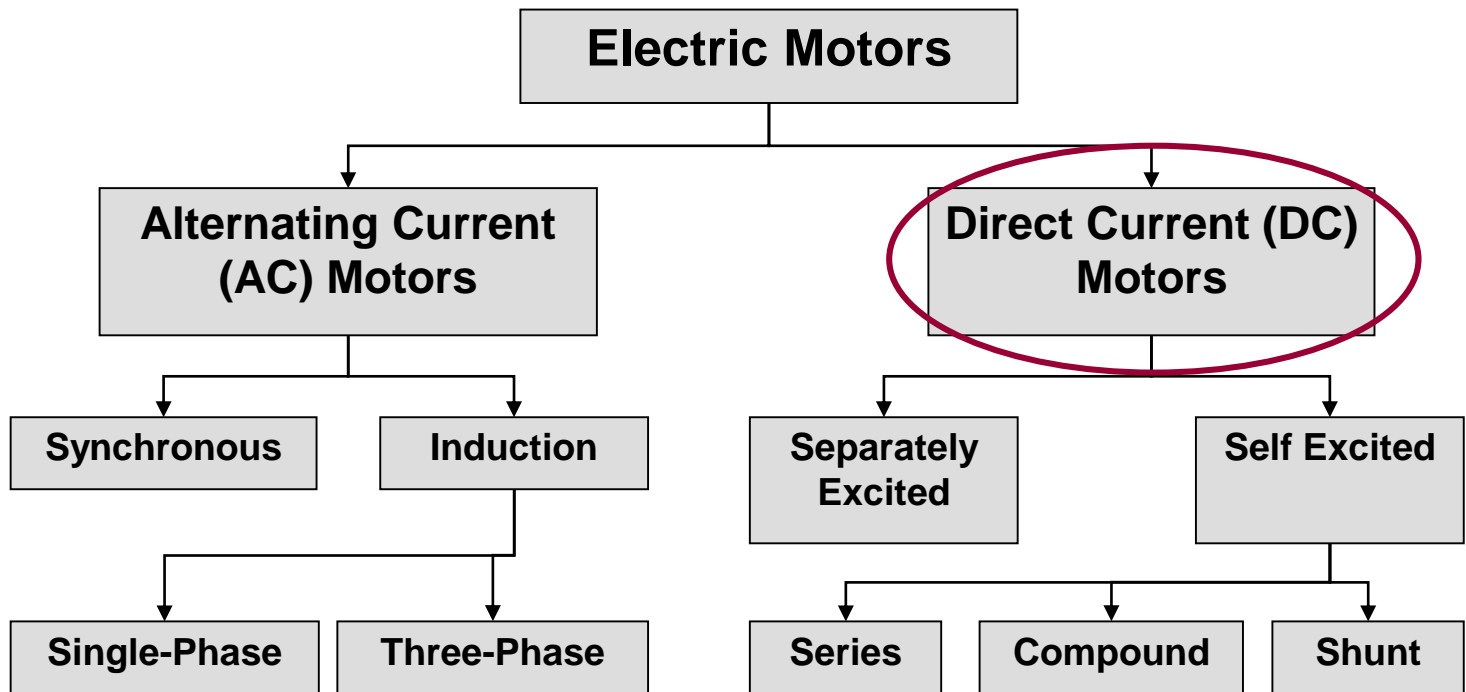 Electric Motors
Alternating Current
(AC) Motors
Direct Current (DC)
Motors
Synchronous
Induction
Separately
Excited
Self Excited
Single-Phase
Three-Phase
Series
Compound
Shunt